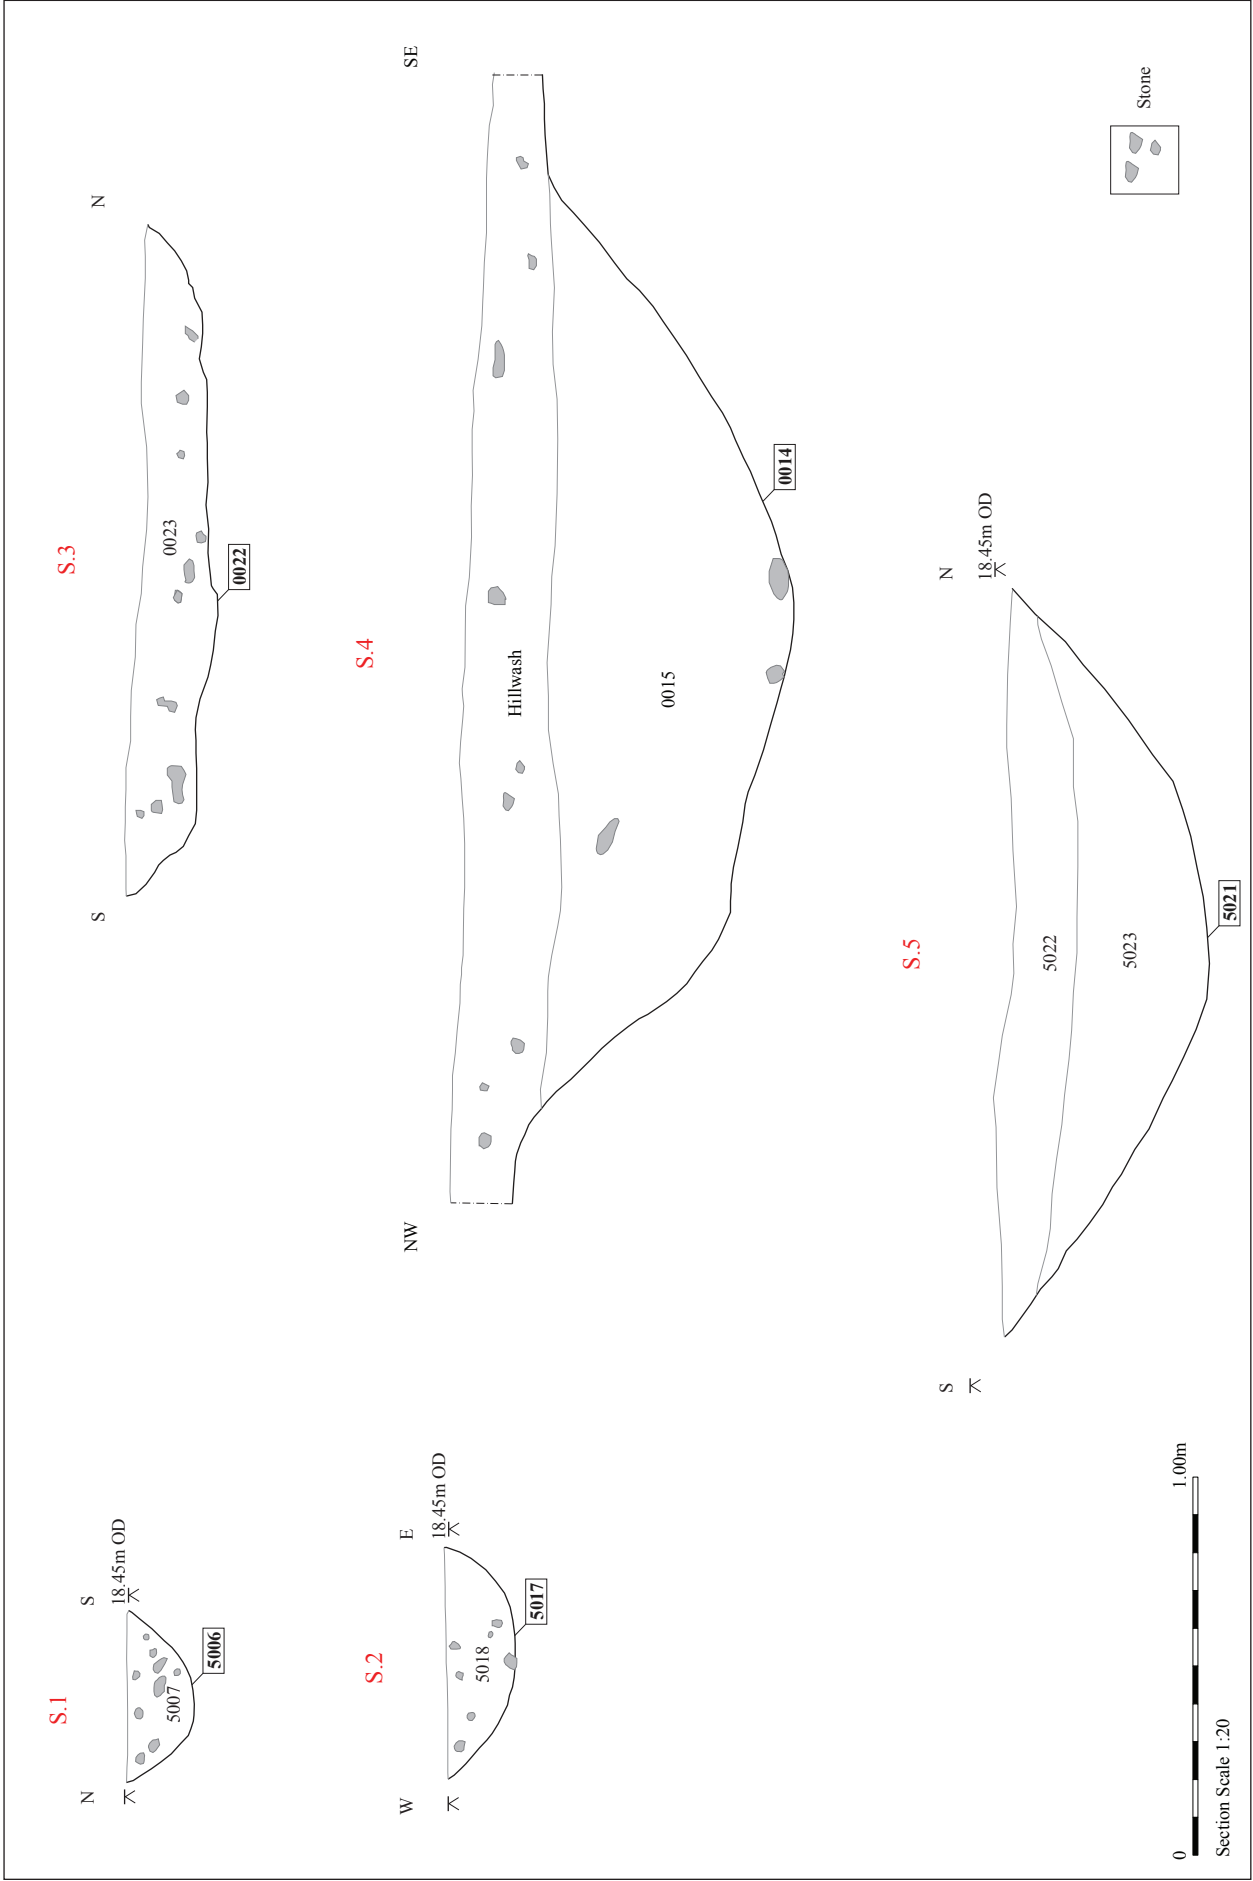 S.1
N
S
18.45m OD
5007
5006
S.2
W
E
18.45m OD
5018
5017
S.3
S
N
0023
0022
S.4
NW
SE
Hillwash
0015
0014
S.5
S
N
18.45m OD
5022
5023
5021
Stone
0
1.00m
Section Scale 1:20